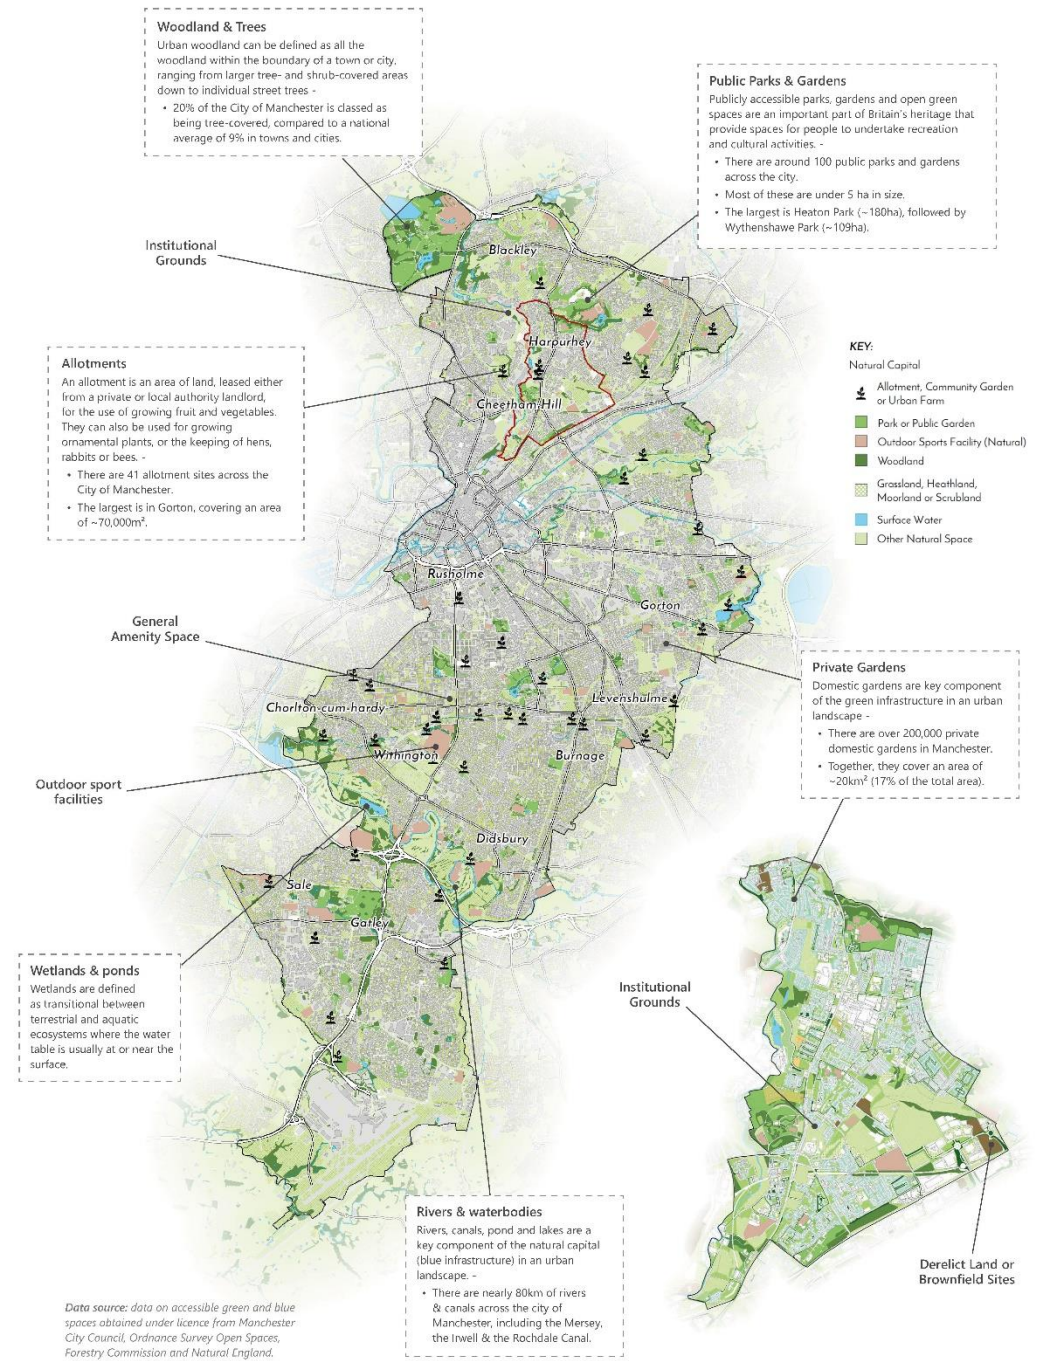 Woodland & Trees
Urban woodland can be defined as all the
woodland within the boundary of a town or city,
ranging from larger tree- and shrub-covered areas
down to individual street trees -
• 20% of the City of Manchester is classed as
being tree-covered, compared to a national
average of 9% in towns and cities.
Public Parks & Gardens
Publicly accessible parks, gardens and open green
spaces are an important part of Britain's heritage that
provide spaces for people to undertake recreation
and cultural activities. -
• There are around 100 public parks and gardens
across the city.
• Most of these are under 5 ha in size.
• The largest is Heaton Park (~180ha), followed by
Wythenshawe Park (~109ha).
Institutional
Grounds
Blackley
Harpurhey
Cheetham Hill
Allotments
An allotment is an area of land, leased either
from a private or local authority landlord,
for the use of growing fruit and vegetables.
They can also be used for growing
ornamental plants, or the keeping of hens,
rabbits or bees. -
• There are 41 allotment sites across the
City of Manchester.
• The largest is in Gorton, covering an area
of ~70,000m².
KEY:
Natural Capital
Allotment, Community Garden
or Urban Farm
Park or Public Garden
Outdoor Sports Facility (Natural)
Woodland
Grassland, Heathland,
Moorland or Scrubland
Surface Water
Other Natural Space
Rusholme
Gorton
General
Amenity Space
Private Gardens
Domestic gardens are key component
of the green infrastructure in an urban
landscape -
• There are over 200,000 private
domestic gardens in Manchester.
• Together, they cover an area of
~20km² (17% of the total area).
Levenshulme
Chorlton-cum-hardy
Withington
Burnage
Outdoor sport
facilities
Didsbury
Sale
Gatley
Wetlands & ponds
Wetlands are defined
as transitional between
terrestrial and aquatic
ecosystems where the water
table is usually at or near the
surface.
Institutional
Grounds
Rivers & waterbodies
Rivers, canals, pond and lakes are a
key component of the natural capital
(blue infrastructure) in an urban
landscape. -
• There are nearly 80km of rivers
& canals across the city of
Manchester, including the Mersey,
the Irwell & the Rochdale Canal.
Derelict Land or
Brownfield Sites
Data source: data on accessible green and blue
spaces obtained under licence from Manchester
City Council, Ordnance Survey Open Spaces,
Forestry Commission and Natural England.